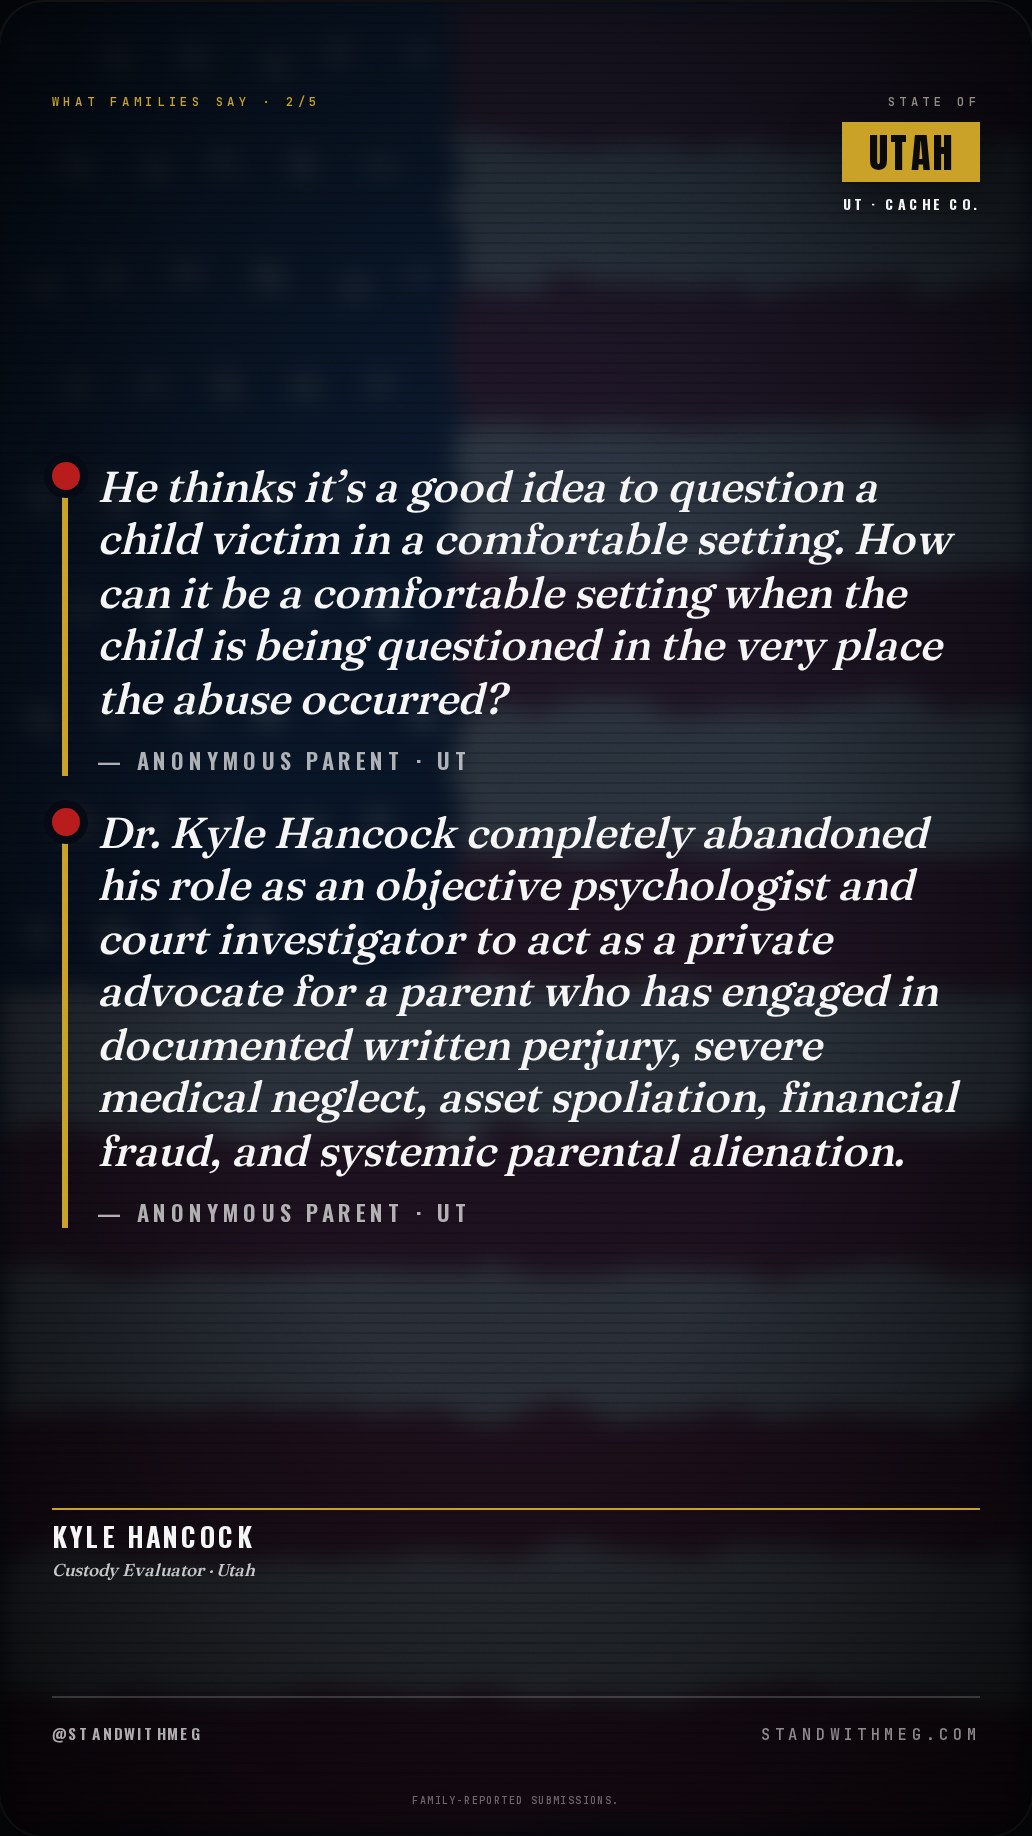 WHAT FAMILIES SAY · 2/5
STATE OF
UTAH
UT · CACHE CO.
He thinks it’s a good idea to question a
child victim in a comfortable setting. How
can it be a comfortable setting when the
child is being questioned in the very place
the abuse occurred?
— ANONYMOUS PARENT · UT
Dr. Kyle Hancock completely abandoned
his role as an objective psychologist and
court investigator to act as a private
advocate for a parent who has engaged in
documented written perjury, severe
medical neglect, asset spoliation, financial
fraud, and systemic parental alienation.
— ANONYMOUS PARENT · UT
KYLE HANCOCK
Custody Evaluator · Utah
@STANDWITHMEG
STANDWITHMEG.COM
FAMILY-REPORTED SUBMISSIONS.